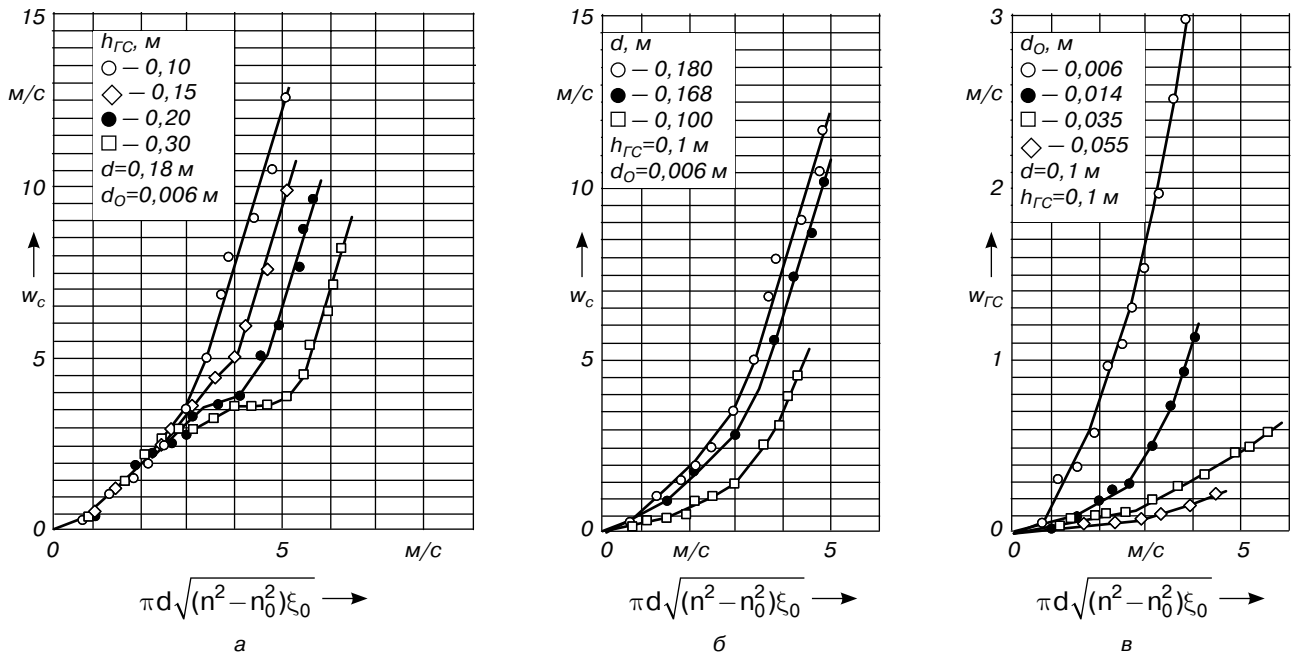 15
м/с
10
w_c
5
0
h_ГС, м
○ – 0,10
◇ – 0,15
● – 0,20
□ – 0,30
d=0,18 м
d_O=0,006 м
0 5 м/с
πd√(n²–n₀²)ξ₀ →
а
15
м/с
10
w_c
5
0
d, м
○ – 0,180
● – 0,168
□ – 0,100
h_ГС=0,1 м
d_O=0,006 м
0 м/с 5
πd√(n²–n₀²)ξ₀ →
б
3
м/с
2
w_ГС
1
0
d_O, м
○ – 0,006
● – 0,014
□ – 0,035
◇ – 0,055
d=0,1 м
h_ГС=0,1 м
0 м/с 5
πd√(n²–n₀²)ξ₀ →
в